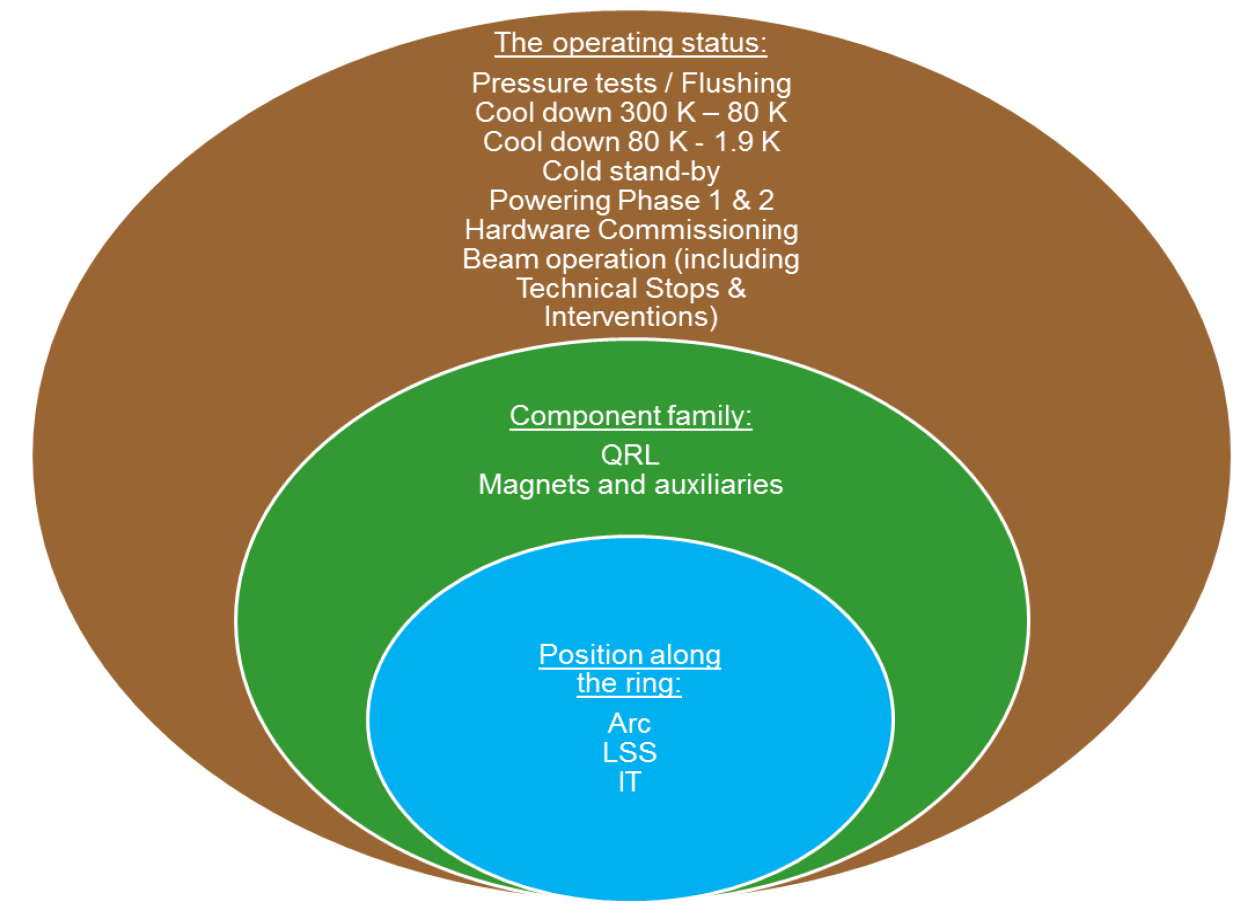 The operating status:
Pressure tests / Flushing
Cool down 300 K – 80 K
Cool down 80 K - 1.9 K
Cold stand-by
Powering Phase 1 & 2
Hardware Commissioning
Beam operation (including
Technical Stops &
Interventions)
Component family:
QRL
Magnets and auxiliaries
Position along
the ring:
Arc
LSS
IT